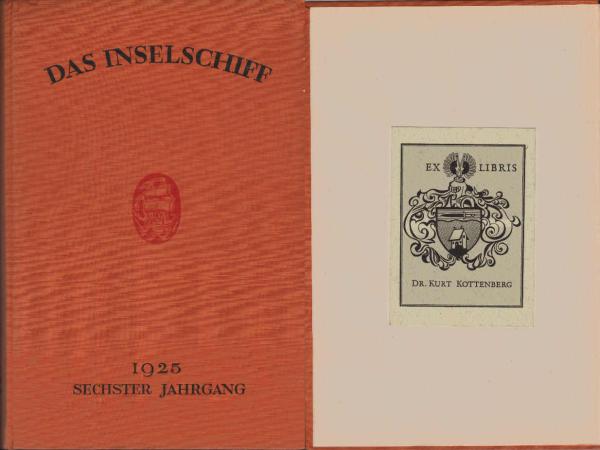 DAS INSELSCHIFF
1925
SECHSTER JAHRGANG
EX LIBRIS
DR. KURT KOTTENBERG